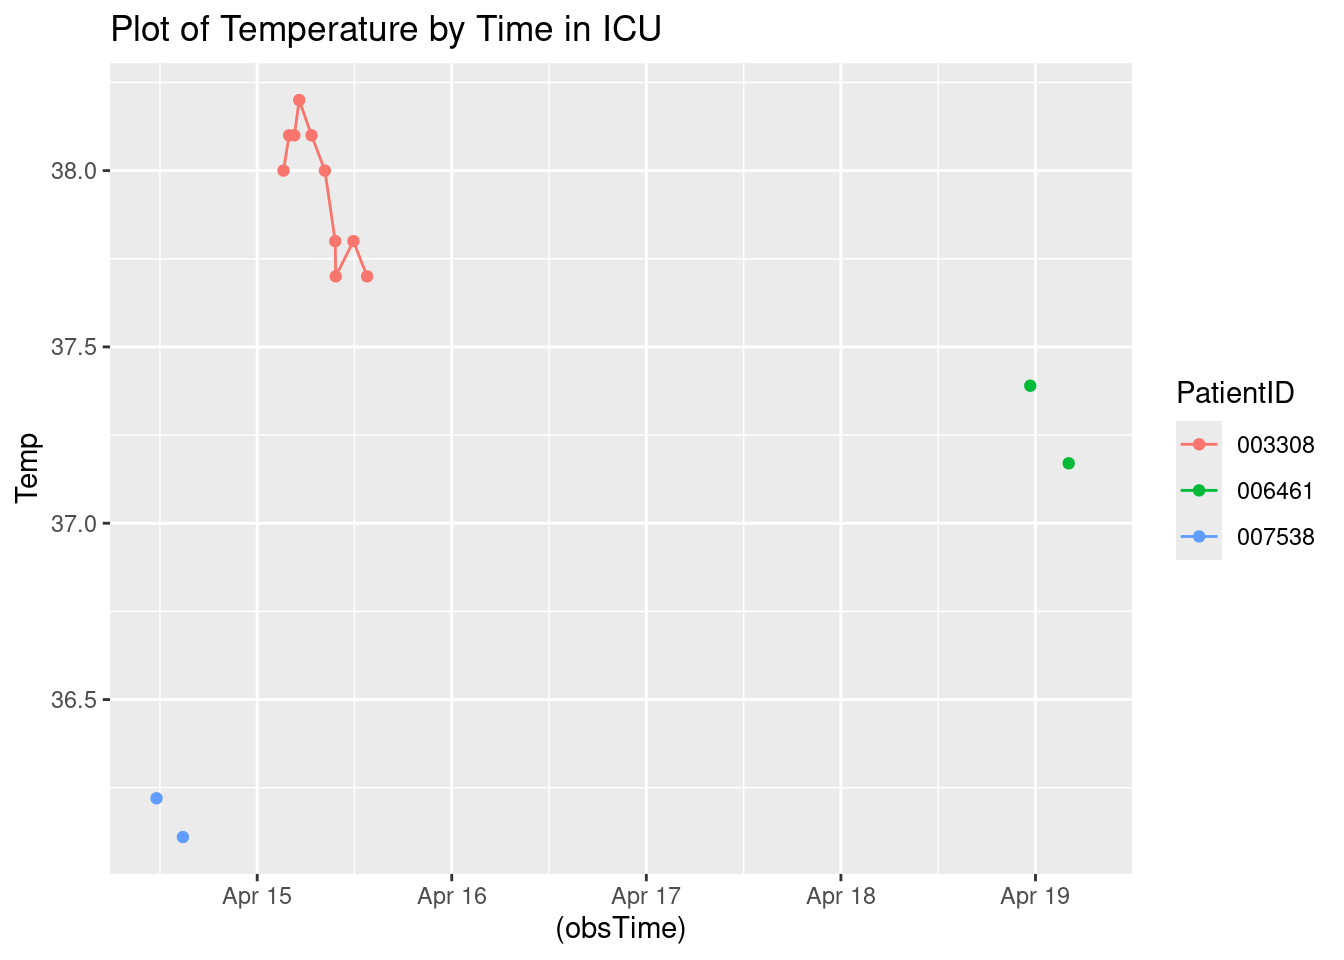 Plot of Temperature by Time in ICU
38.0
37.5
37.0
36.5
Temp
Apr 15 Apr 16 Apr 17 Apr 18 Apr 19
(obsTime)
PatientID
003308
006461
007538